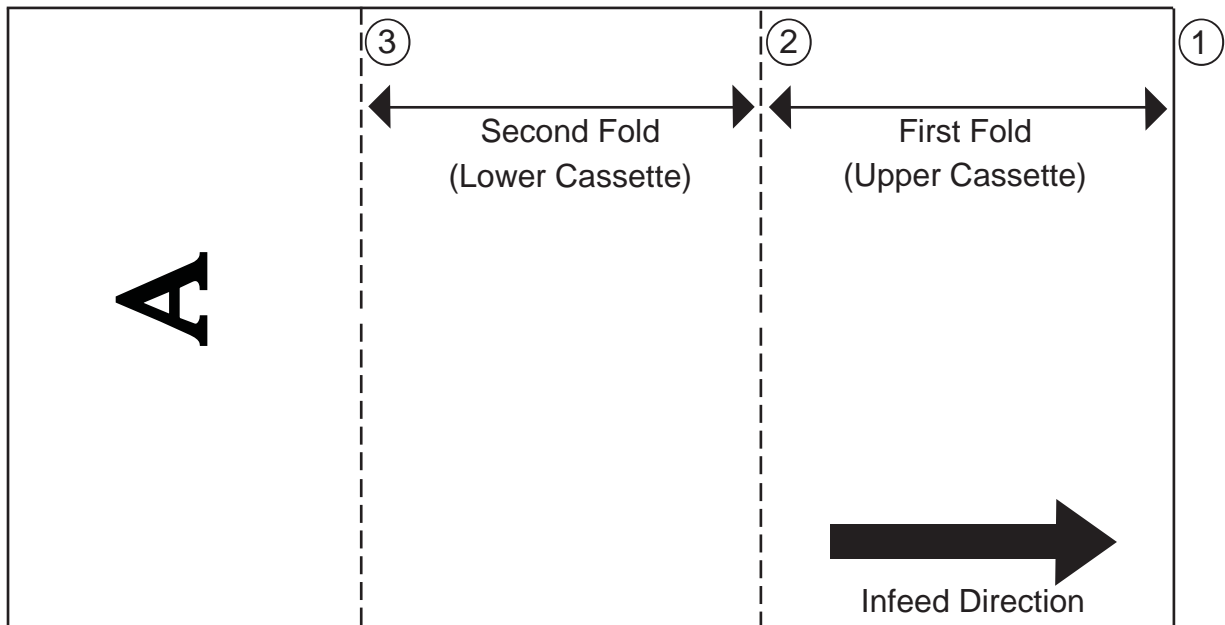 ③
②
①
Second Fold
(Lower Cassette)
First Fold
(Upper Cassette)
A
Infeed Direction